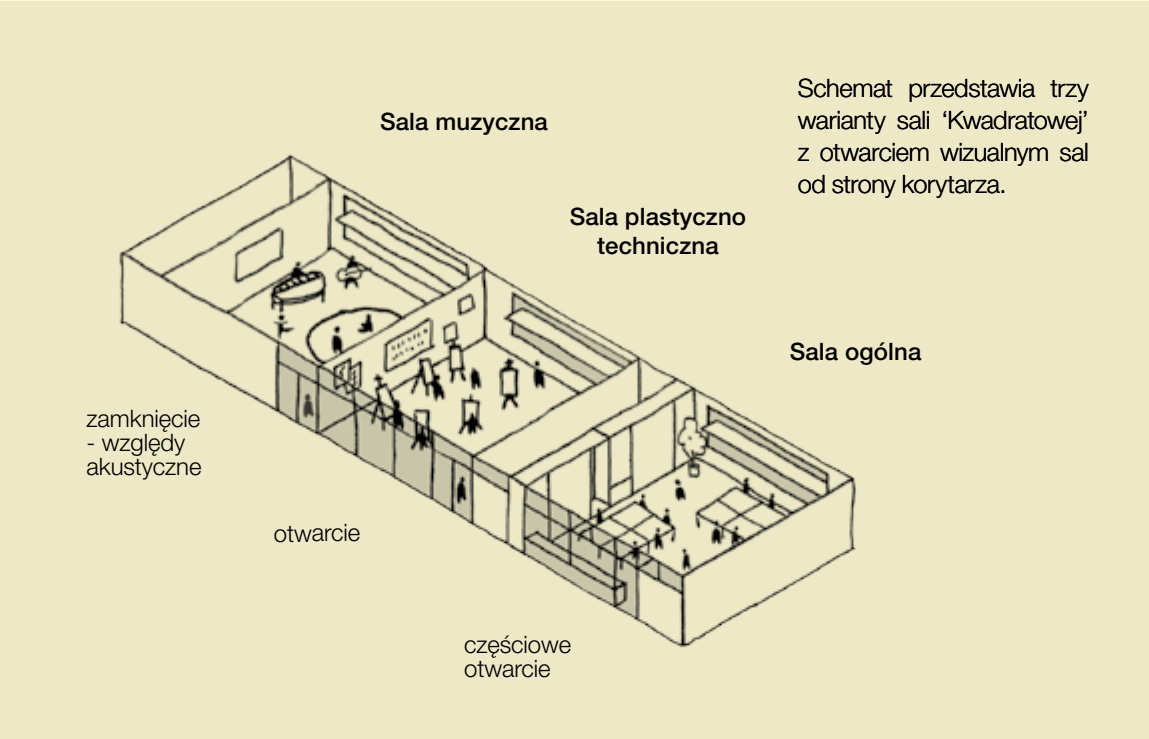 Schemat przedstawia trzy
warianty sali ‘Kwadratowej’
z otwarciem wizualnym sal
od strony korytarza.
Sala muzyczna
Sala plastyczno
techniczna
Sala ogólna
zamknięcie
- względy
akustyczne
otwarcie
częściowe
otwarcie